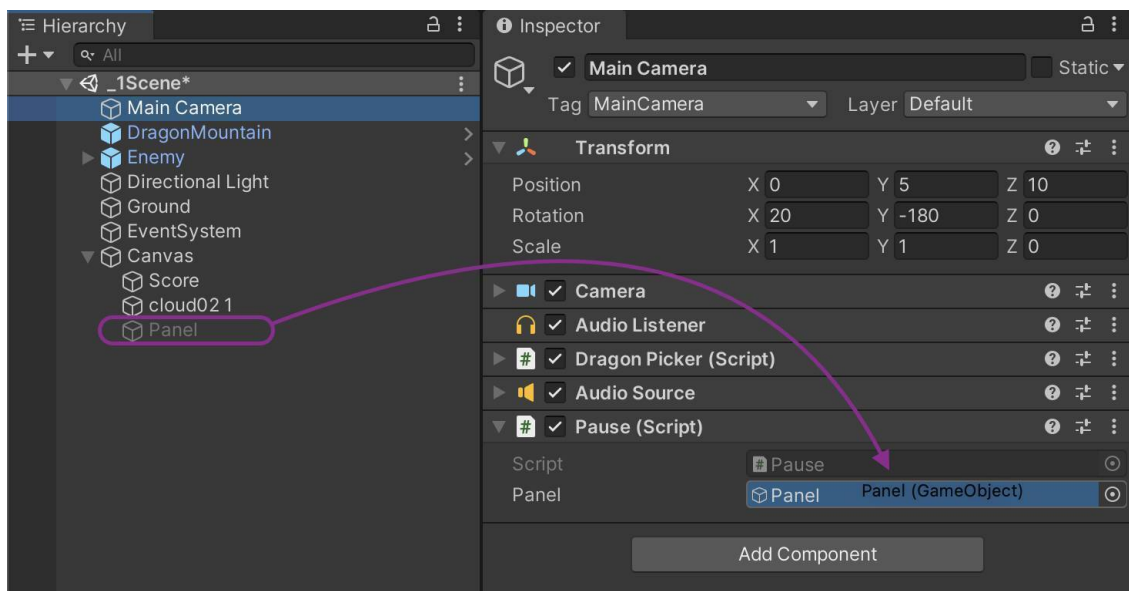 Hierarchy
All
_1Scene*
Main Camera
DragonMountain
Enemy
Directional Light
Ground
EventSystem
Canvas
Score
cloud02 1
Panel
Inspector
Main Camera
Static
Tag MainCamera Layer Default
Transform
Position X 0 Y 5 Z 10
Rotation X 20 Y -180 Z 0
Scale X 1 Y 1 Z 0
Camera
Audio Listener
# Dragon Picker (Script)
Audio Source
# Pause (Script)
Script # Pause
Panel Panel Panel (GameObject)
Add Component